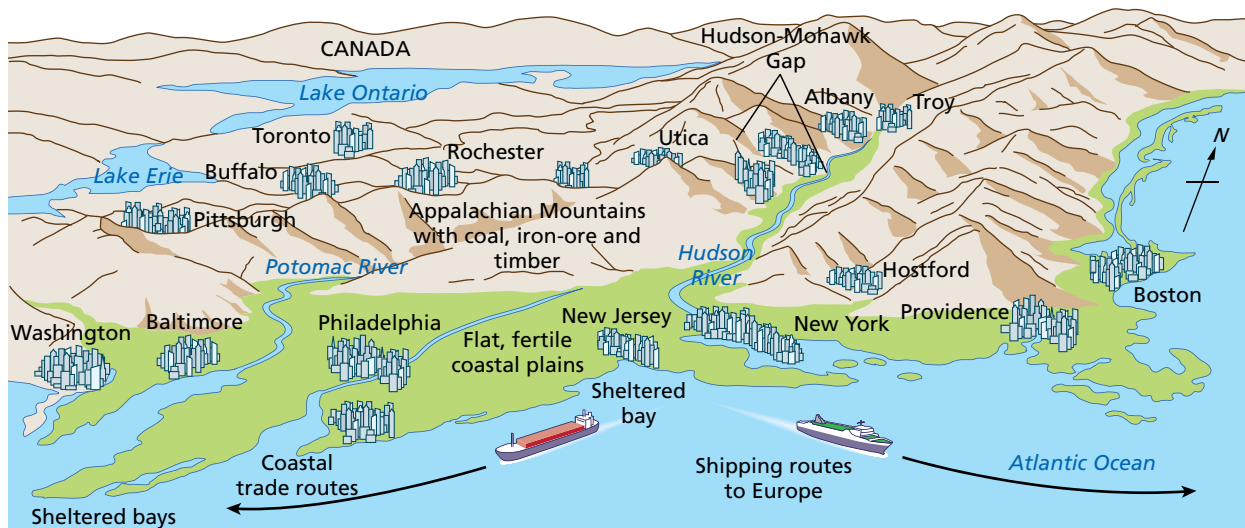 CANADA
Hudson-Mohawk
Gap
Lake Ontario
Albany
Troy
Toronto
Utica
N
Rochester
Lake Erie
Buffalo
Pittsburgh
Appalachian Mountains
with coal, iron-ore and
timber
Potomac River
Hudson
River
Hostford
Boston
Washington
Baltimore
Philadelphia
New Jersey
New York
Providence
Flat, fertile
coastal plains
Sheltered
bay
Coastal
trade routes
Shipping routes
to Europe
Atlantic Ocean
Sheltered bays